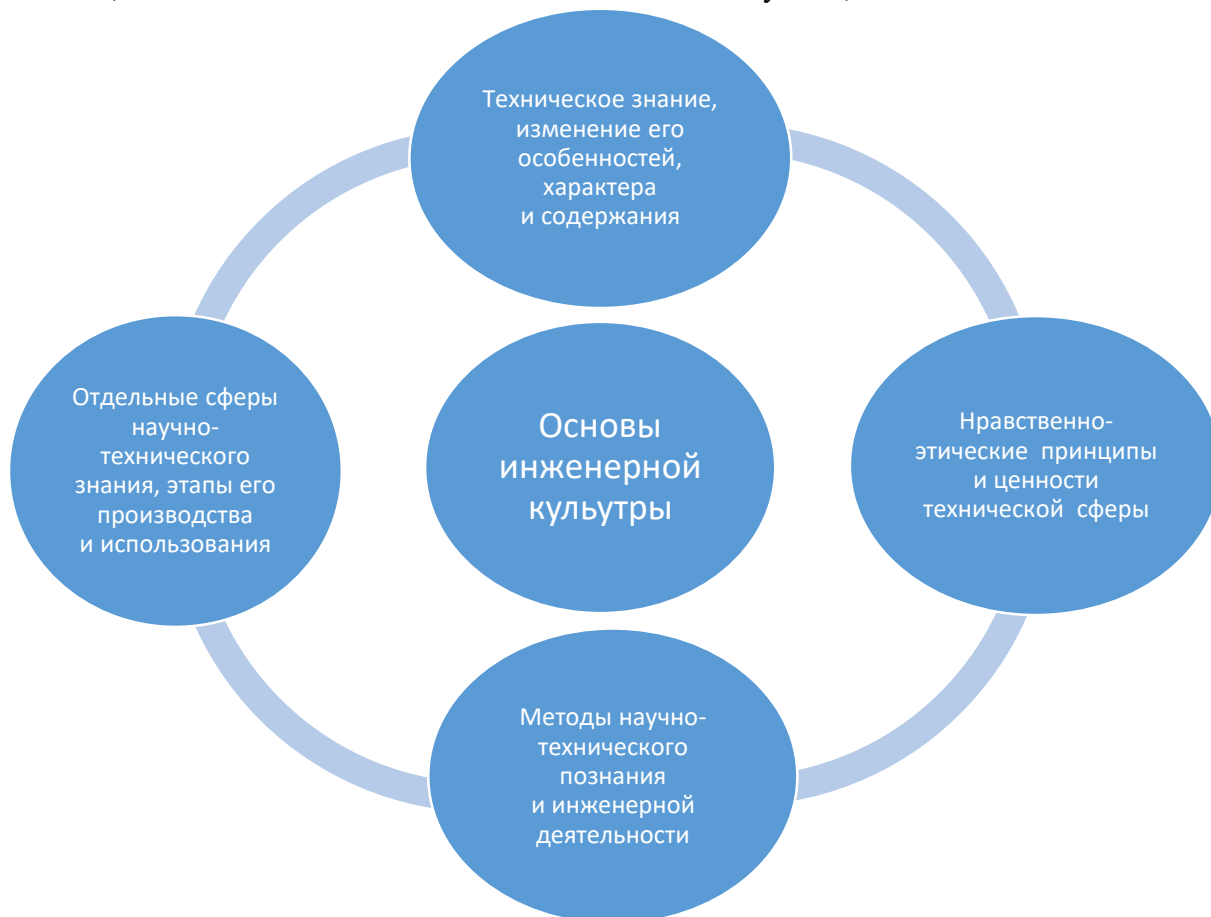 Техническое знание,
изменение его
особенностей,
характера
и содержания
Отдельные сферы
научно-
технического
знания, этапы его
производства
и использования
Основы
инженерной
кульутры
Нравственно-
этические принципы
и ценности
технической сферы
Методы научно-
технического
познания
и инженерной
деятельности